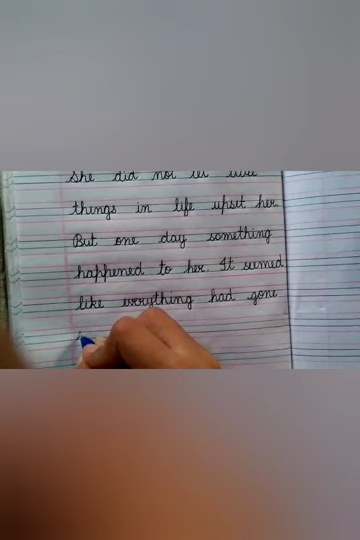 She did not let
things in life upset her.
But one day something
happened to her. It seemed
like everything had gone